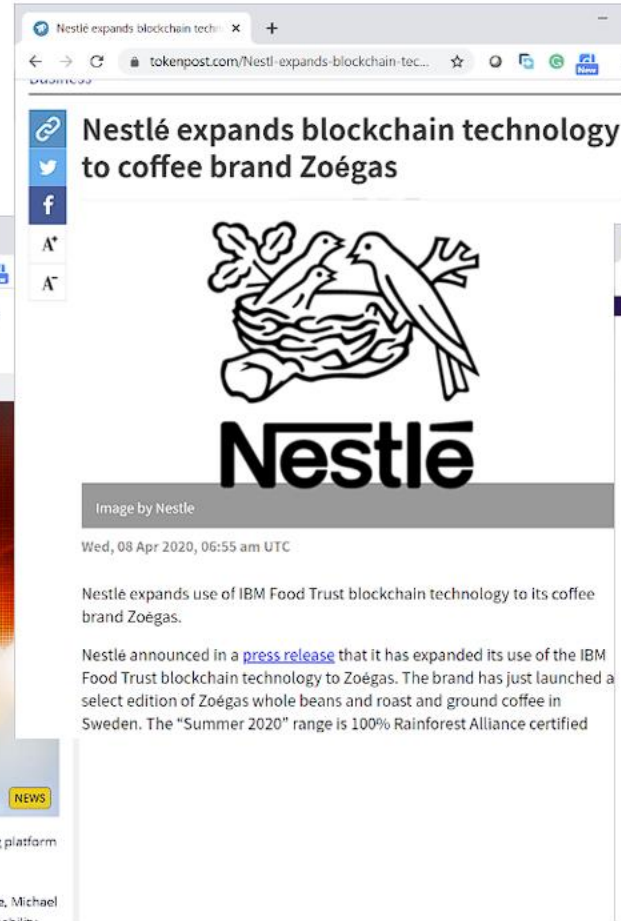 Nestlé expands blockchain techn
tokenpost.com/Nestl-expands-blockchain-tec...
New
Business
Nestlé expands blockchain technology
to coffee brand Zoégas
A+
A-
Nestlé
Image by Nestle
Wed, 08 Apr 2020, 06:55 am UTC
Nestlé expands use of IBM Food Trust blockchain technology to its coffee
brand Zoégas.
Nestlé announced in a press release that it has expanded its use of the IBM
Food Trust blockchain technology to Zoégas. The brand has just launched a
select edition of Zoégas whole beans and roast and ground coffee in
Sweden. The “Summer 2020” range is 100% Rainforest Alliance certified
NEWS
platform
Michael